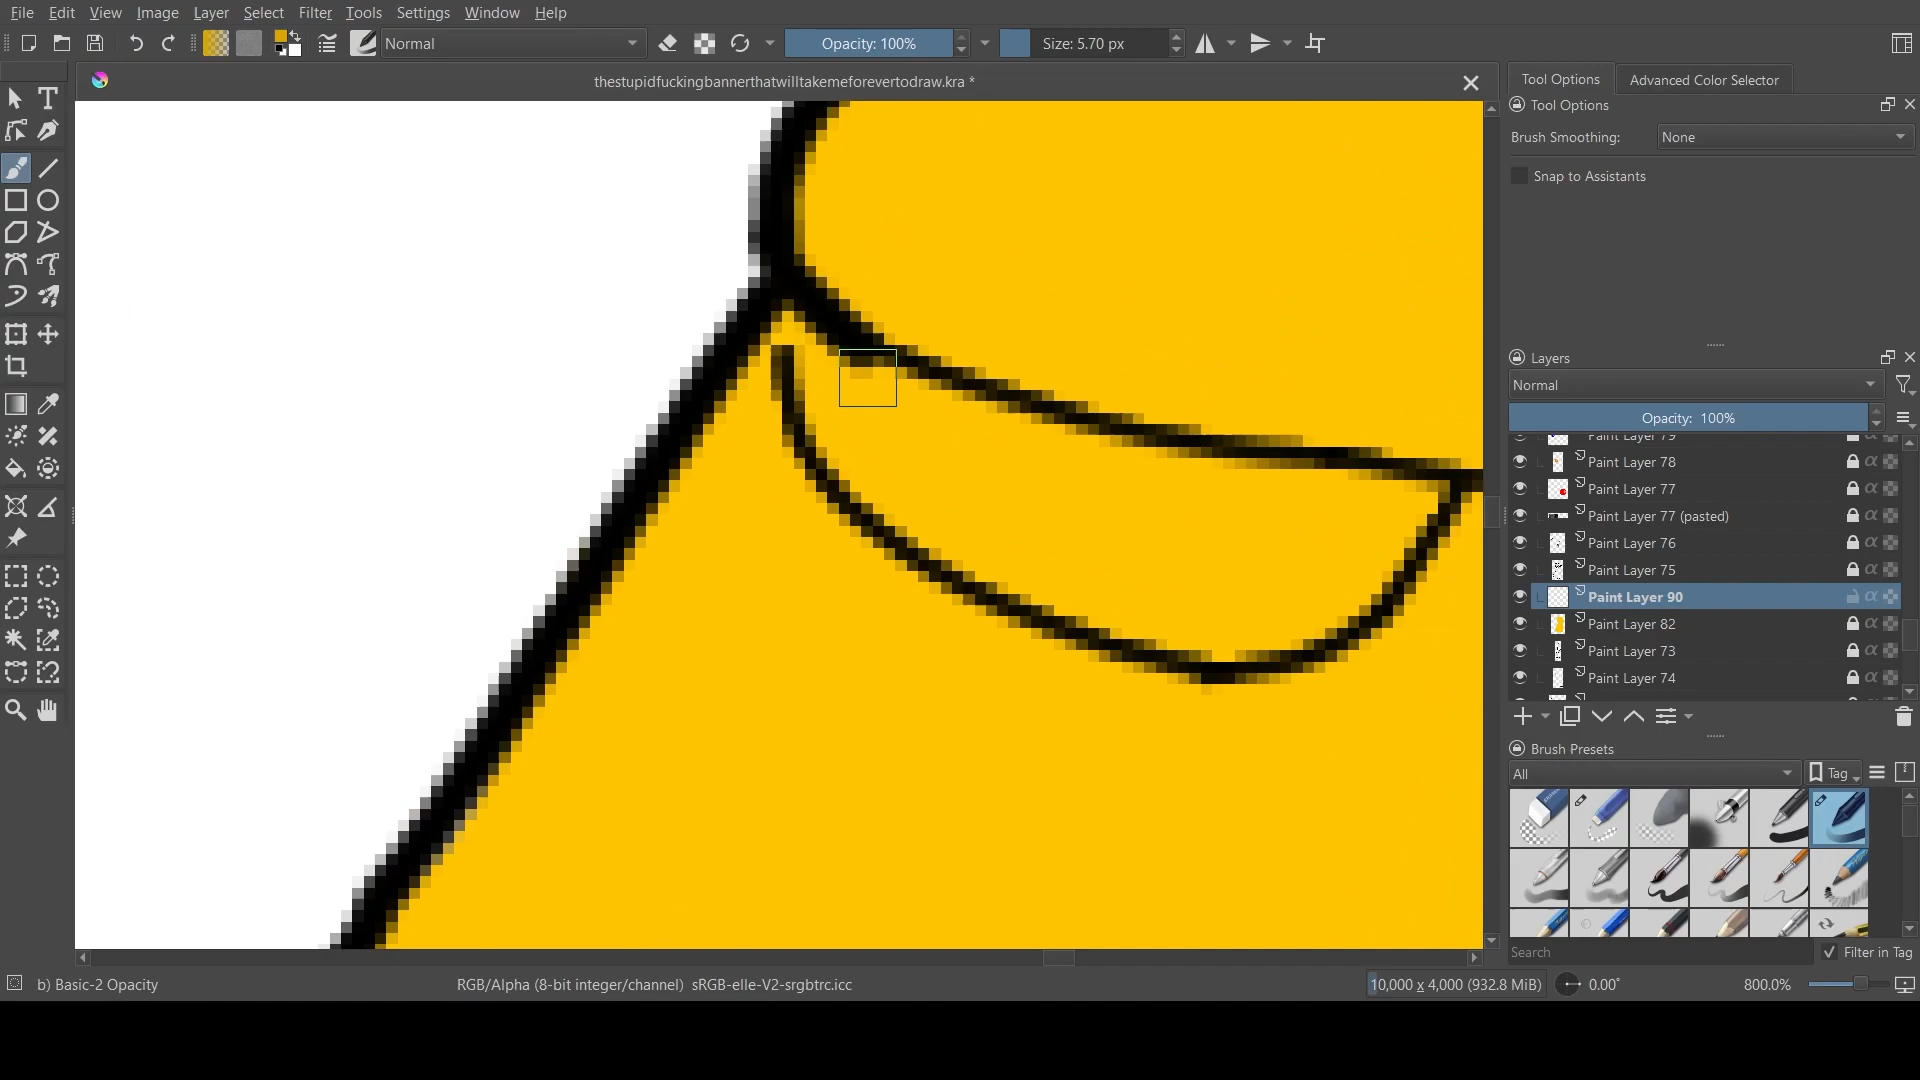 File Edit View Image Layer Select Filter Tools Settings Window Help
Normal Opacity: 100% Size: 5.70 px
thestupidfuckingbannerthatwilltakemeforevertodraw.kra *
Tool Options Advanced Color Selector
Tool Options
Brush Smoothing: None
Snap to Assistants
Layers
Normal
Opacity: 100%
Paint Layer 79
Paint Layer 78
Paint Layer 77
Paint Layer 77 (pasted)
Paint Layer 76
Paint Layer 75
Paint Layer 90
Paint Layer 82
Paint Layer 73
Paint Layer 74
Brush Presets
All Tag
Search Filter in Tag
b) Basic-2 Opacity RGB/Alpha (8-bit integer/channel) sRGB-elle-V2-srgbtrc.icc 10,000 x 4,000 (932.8 MiB) 0.00° 800.0%